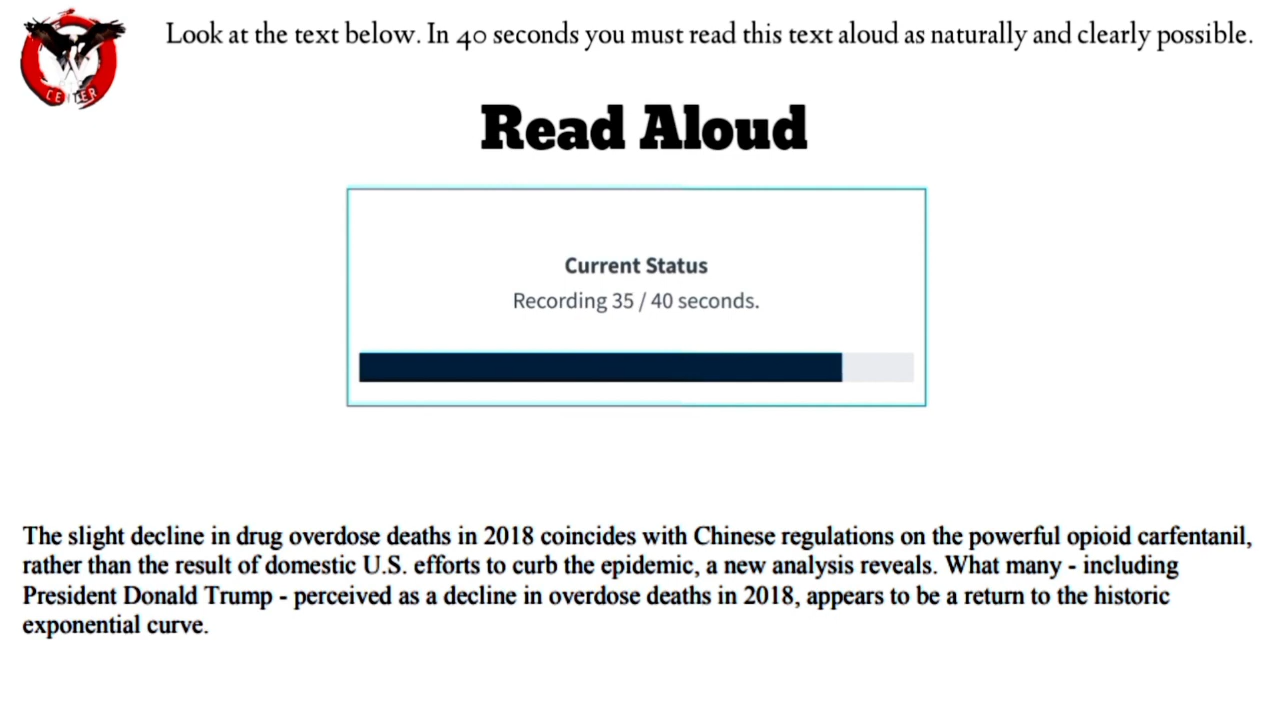 CENTER
Look at the text below. In 40 seconds you must read this text aloud as naturally and clearly possible.
Read Aloud
Current Status
Recording 35 / 40 seconds.
The slight decline in drug overdose deaths in 2018 coincides with Chinese regulations on the powerful opioid carfentanil,
rather than the result of domestic U.S. efforts to curb the epidemic, a new analysis reveals. What many - including
President Donald Trump - perceived as a decline in overdose deaths in 2018, appears to be a return to the historic
exponential curve.